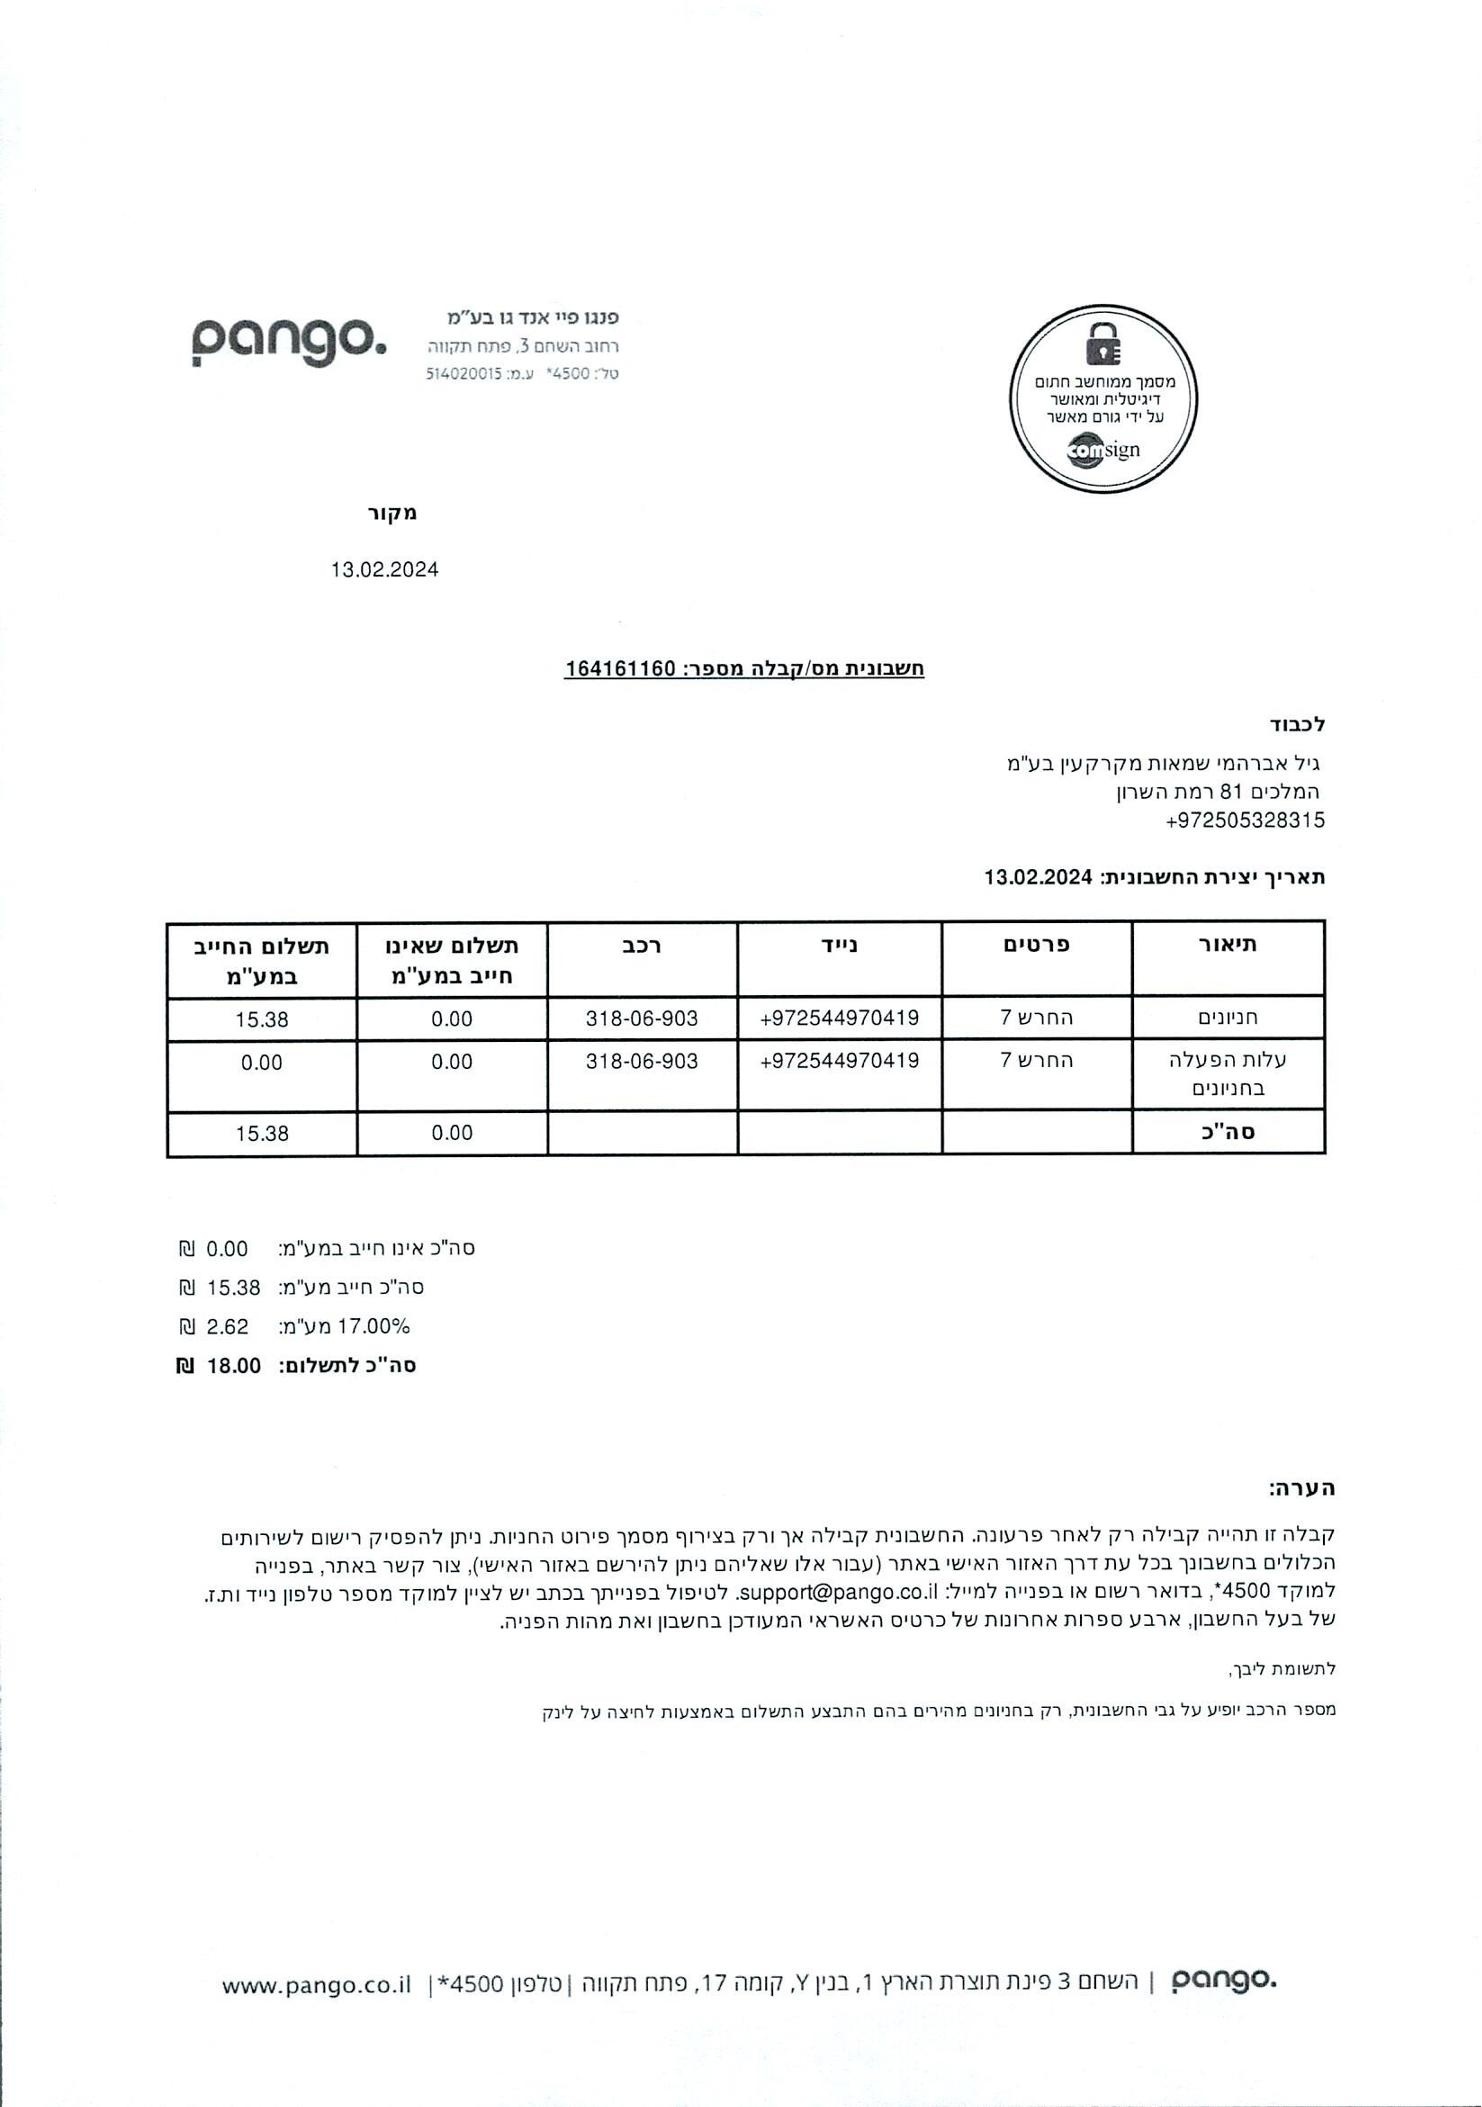 pango.
פנגו פיי אנד גו בע"מ
רחוב השחם 3, פתח תקווה
טל': 4500* ע.מ: 514020015
מסמך ממוחשב חתום
דיגיטלית ומאושר
על ידי גורם מאשר
comsign
מקור
13.02.2024
חשבונית מס/קבלה מספר: 164161160
לכבוד
גיל אברהמי שמאות מקרקעין בע"מ
המלכים 81 רמת השרון
+972505328315
תאריך יצירת החשבונית: 13.02.2024
תיאור פרטים נייד רכב תשלום שאינו חייב במע"מ תשלום החייב במע"מ
חניונים החרש 7 +972544970419 318-06-903 0.00 15.38
עלות הפעלה בחניונים החרש 7 +972544970419 318-06-903 0.00 0.00
סה"כ 0.00 15.38
סה"כ אינו חייב במע"מ: 0.00 ₪
סה"כ חייב מע"מ: 15.38 ₪
17.00% מע"מ: 2.62 ₪
סה"כ לתשלום: 18.00 ₪
הערה:
קבלה זו תהייה קבילה רק לאחר פרעונה. החשבונית קבילה אך ורק בצירוף מסמך פירוט החניות. ניתן להפסיק רישום לשירותים
הכלולים בחשבונך בכל עת דרך האזור האישי באתר (עבור אלו שאליהם ניתן להירשם באזור האישי), צור קשר באתר, בפנייה
למוקד 4500*, בדואר רשום או בפנייה למייל: support@pango.co.il. לטיפול בפנייתך בכתב יש לציין למוקד מספר טלפון נייד ות.ז.
של בעל החשבון, ארבע ספרות אחרונות של כרטיס האשראי המעודכן בחשבון ואת מהות הפניה.
לתשומת ליבך,
מספר הרכב יופיע על גבי החשבונית, רק בחניונים מהירים בהם התבצע התשלום באמצעות לחיצה על לינק
pango. | השחם 3 פינת תוצרת הארץ 1, בנין Y, קומה 17, פתח תקווה | טלפון 4500* | www.pango.co.il